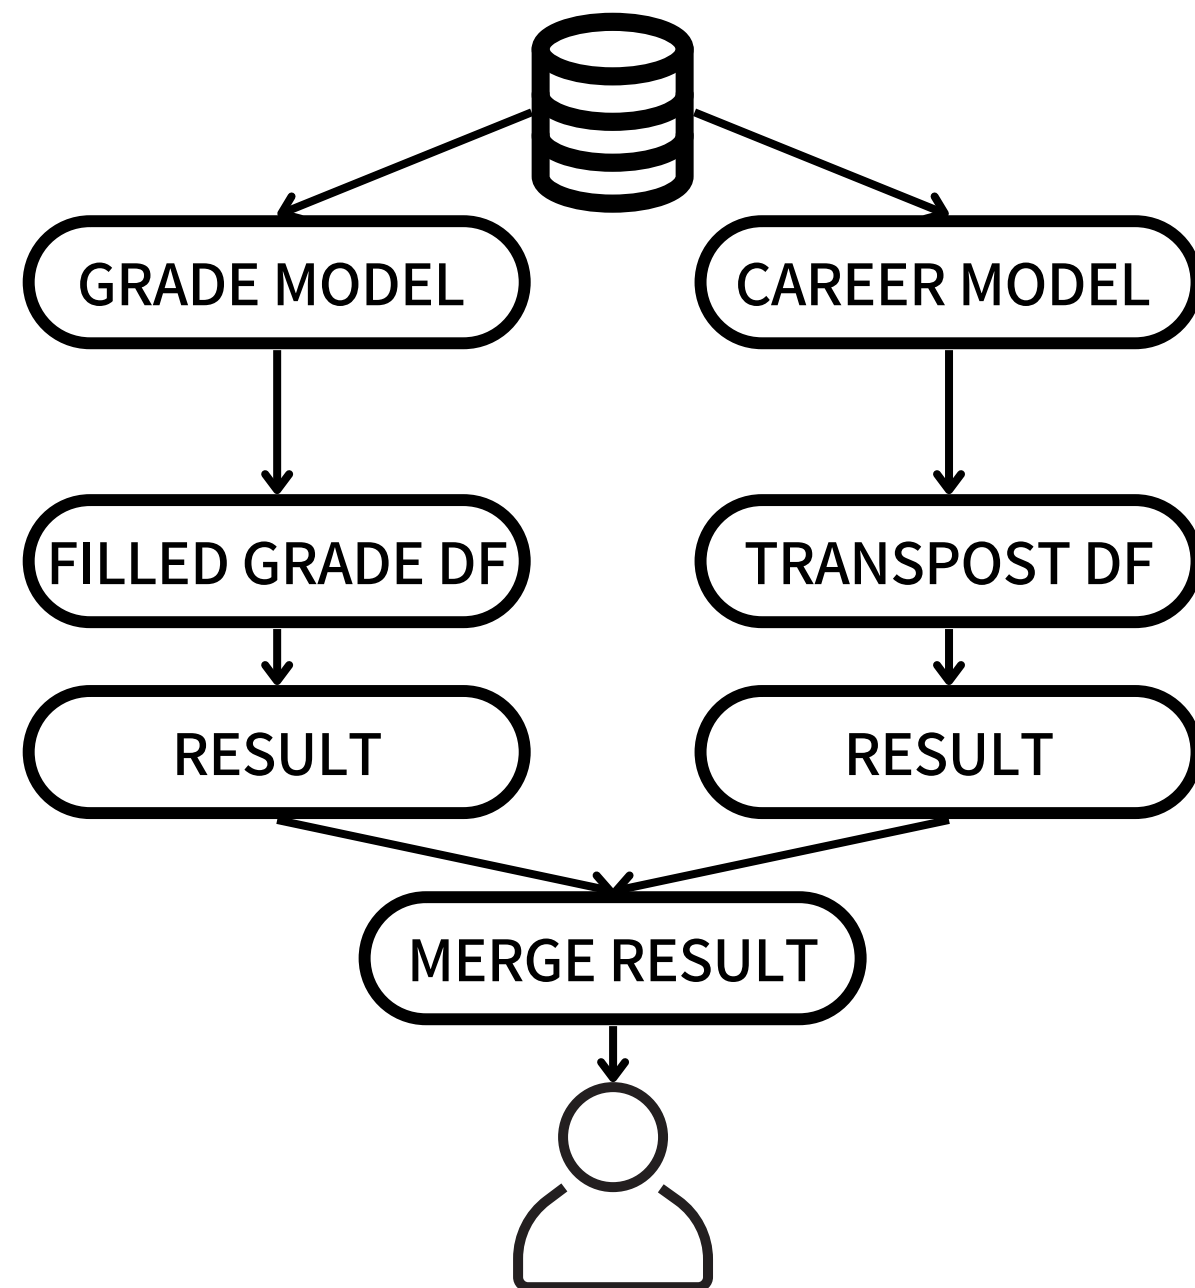 GRADE MODEL
CAREER MODEL
FILLED GRADE DF
TRANSPOST DF
RESULT
RESULT
MERGE RESULT